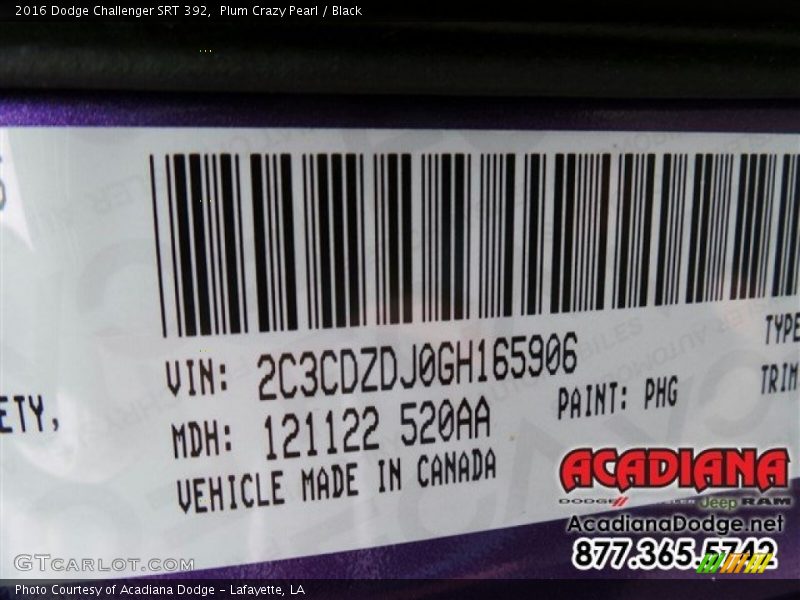 2016 Dodge Challenger SRT 392,  Plum Crazy Pearl / Black
VIN: 2C3CDZDJ0GH165906
TYPE
ETY,
MDH: 121122 520AA
PAINT: PHG
TRIM
VEHICLE MADE IN CANADA
ACADIANA
DODGE
Jeep RAM
AcadianaDodge.net
877.365.5742
GTCARLOT.COM
Photo Courtesy of Acadiana Dodge - Lafayette, LA